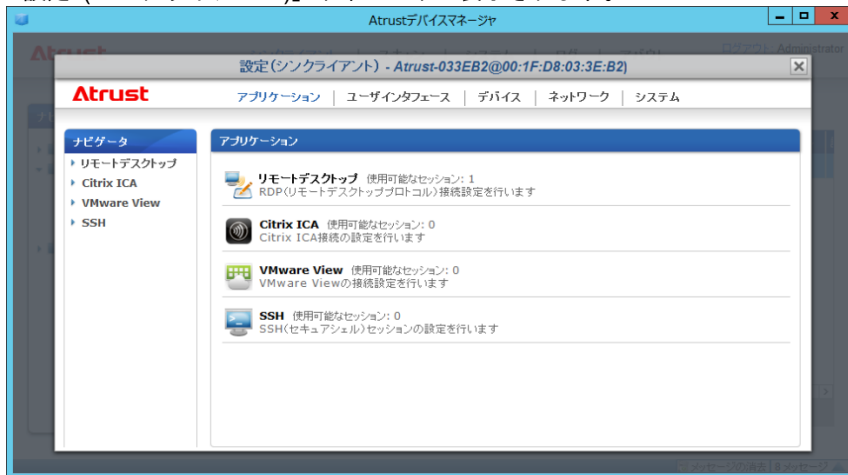 Atrustデバイスマネージャ
Administrator
設定(シンクライアント) - Atrust-033EB2@00:1F:D8:03:3E:B2)
Atrust
アプリケーション | ユーザインタフェース | デバイス | ネットワーク | システム
ナビゲータ
リモートデスクトップ
Citrix ICA
VMware View
SSH
アプリケーション
リモートデスクトップ 使用可能なセッション: 1
RDP(リモートデスクトッププロトコル)接続設定を行います
Citrix ICA 使用可能なセッション: 0
Citrix ICA接続の設定を行います
VMware View 使用可能なセッション: 0
VMware Viewの接続設定を行います
SSH 使用可能なセッション: 0
SSH(セキュアシェル)セッションの設定を行います